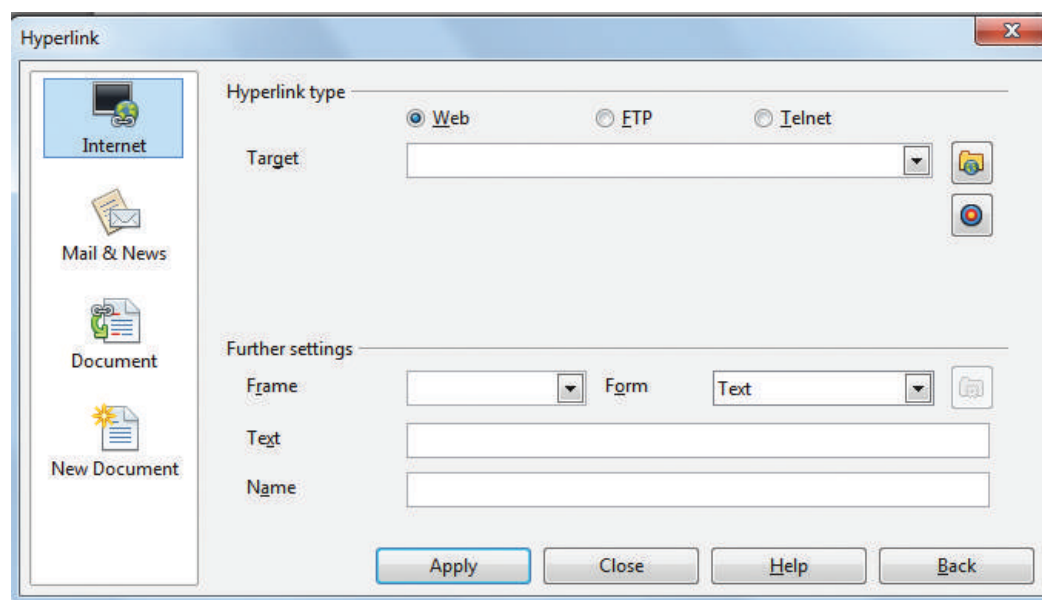 Hyperlink
Internet
Mail & News
Document
New Document
Hyperlink type
Web FTP Telnet
Target
Further settings
Frame Form Text
Text
Name
Apply Close Help Back